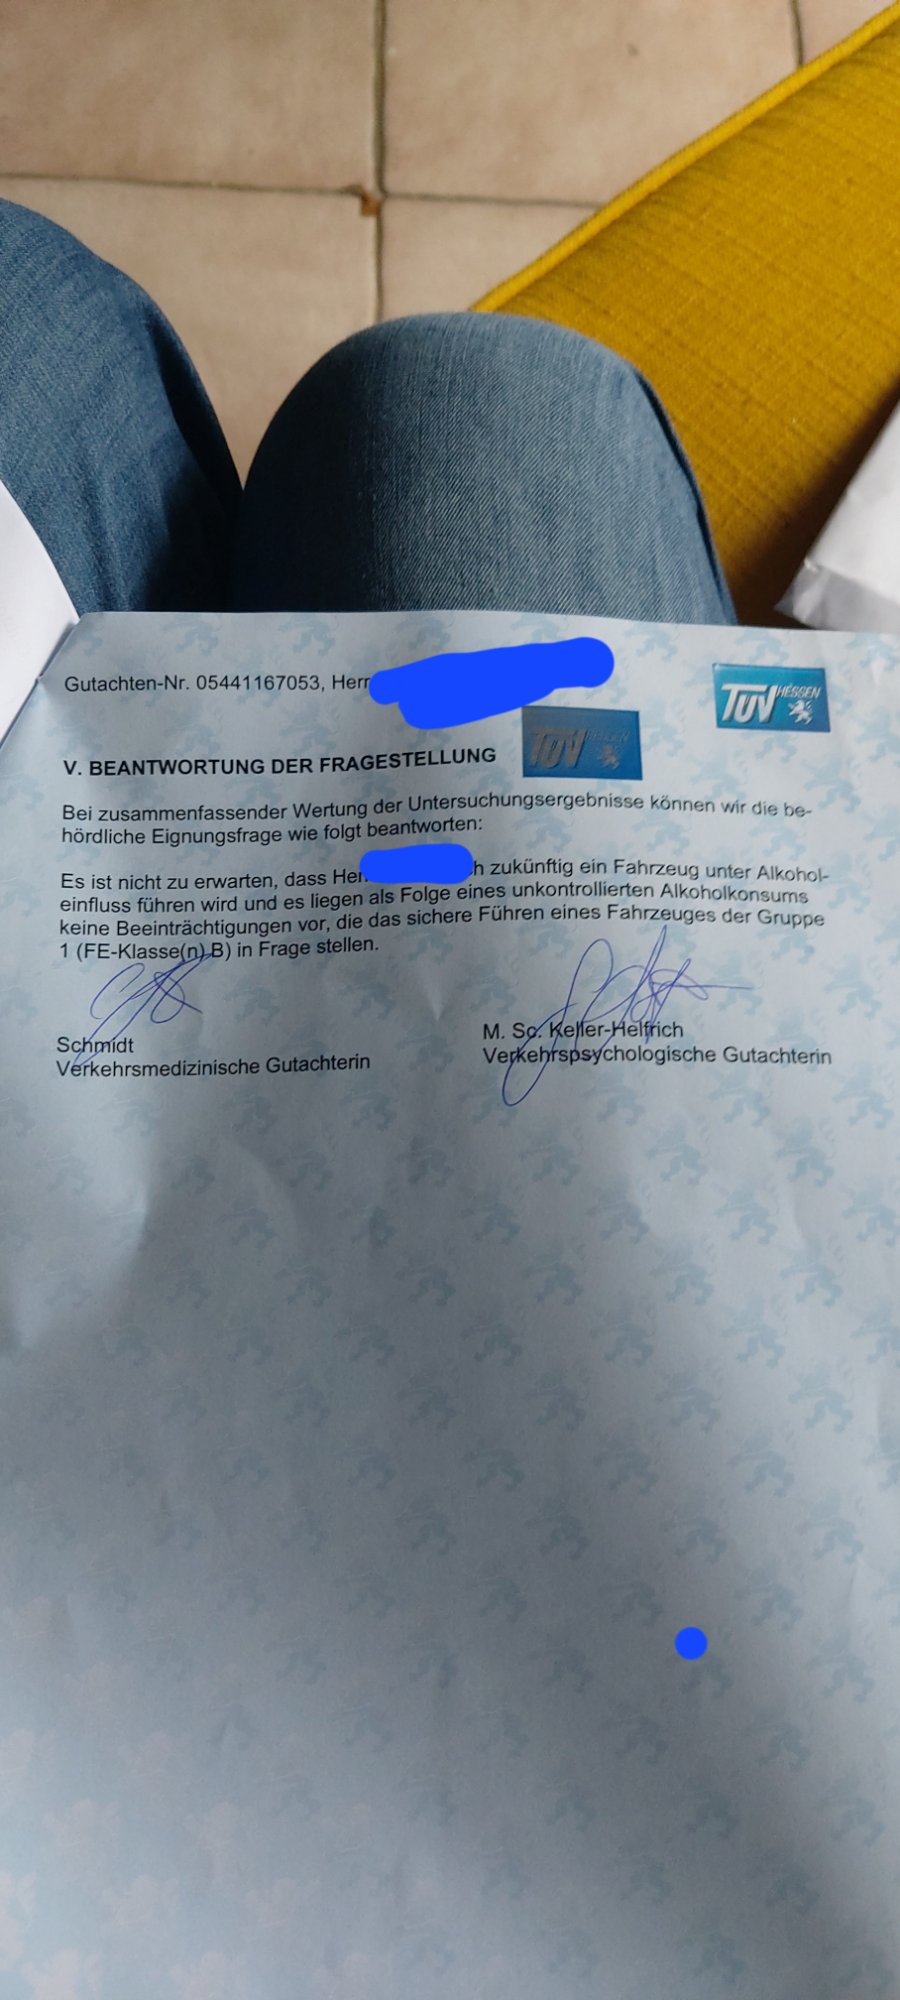 Gutachten-Nr. 05441167053, Herr
TÜV HESSEN
TÜV HESSEN
V. BEANTWORTUNG DER FRAGESTELLUNG
Bei zusammenfassender Wertung der Untersuchungsergebnisse können wir die be-
hördliche Eignungsfrage wie folgt beantworten:
Es ist nicht zu erwarten, dass Her h zukünftig ein Fahrzeug unter Alkohol-
einfluss führen wird und es liegen als Folge eines unkontrollierten Alkoholkonsums
keine Beeinträchtigungen vor, die das sichere Führen eines Fahrzeuges der Gruppe
1 (FE-Klasse(n) B) in Frage stellen.
Schmidt
Verkehrsmedizinische Gutachterin
M. Sc. Keller-Helfrich
Verkehrspsychologische Gutachterin